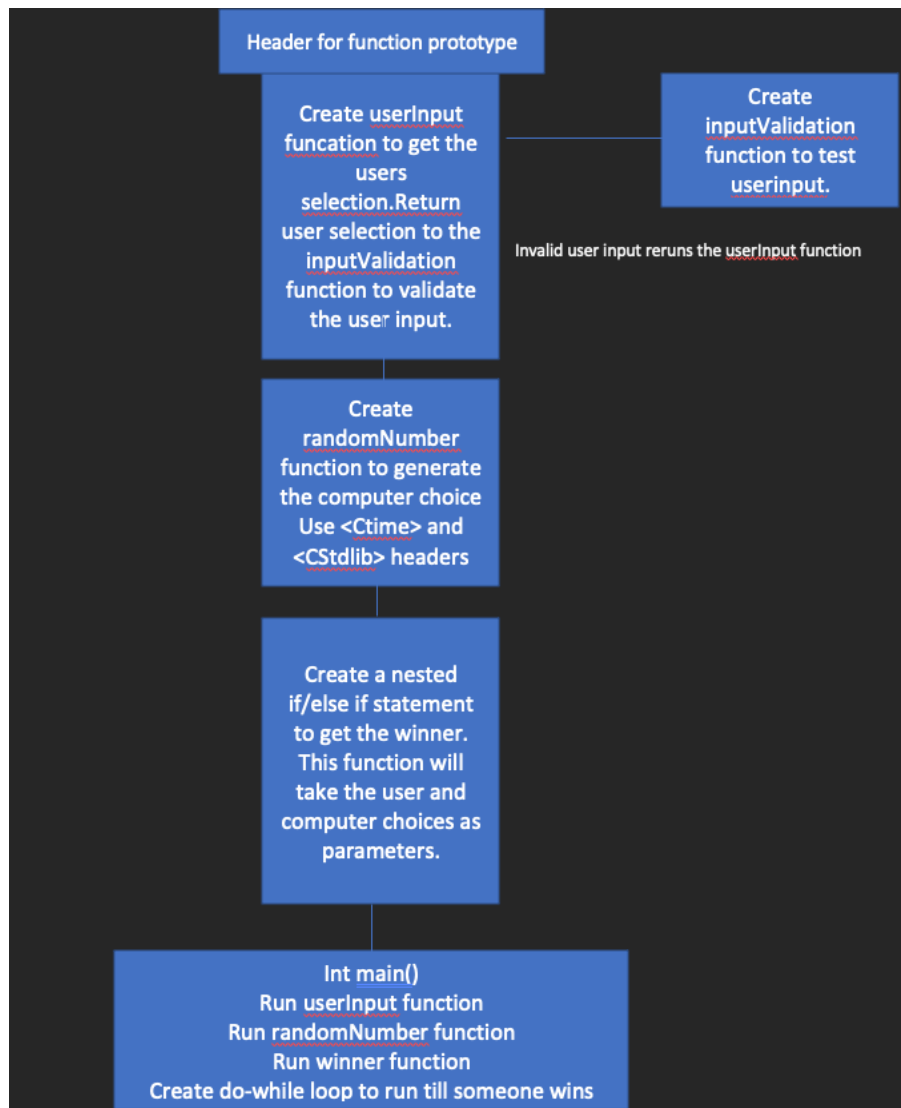 Header for function prototype
Create userInput
funcation to get the
users
selection.Return
user selection to the
inputValidation
function to validate
the user input.
Create
inputValidation
function to test
userinput.
Invalid user input reruns the userInput function
Create
randomNumber
function to generate
the computer choice
Use <Ctime> and
<CStdlib> headers
Create a nested
if/else if statement
to get the winner.
This function will
take the user and
computer choices as
parameters.
Int main()
Run userInput function
Run randomNumber function
Run winner function
Create do-while loop to run till someone wins